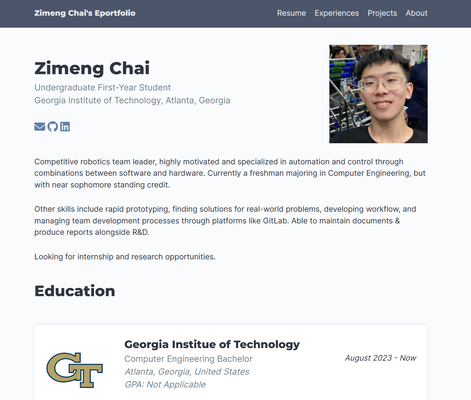 Zimeng Chai's Eportfolio Resume Experiences Projects About
Zimeng Chai
Undergraduate First-Year Student
Georgia Institute of Technology, Atlanta, Georgia
Competitive robotics team leader, highly motivated and specialized in automation and control through
combinations between software and hardware. Currently a freshman majoring in Computer Engineering, but
with near sophomore standing credit.
Other skills include rapid prototyping, finding solutions for real-world problems, developing workflow, and
managing team development processes through platforms like GitLab. Able to maintain documents &
produce reports alongside R&D.
Looking for internship and research opportunities.
Education
GT
Georgia Institue of Technology
Computer Engineering Bachelor
August 2023 - Now
Atlanta, Georgia, United States
GPA: Not Applicable